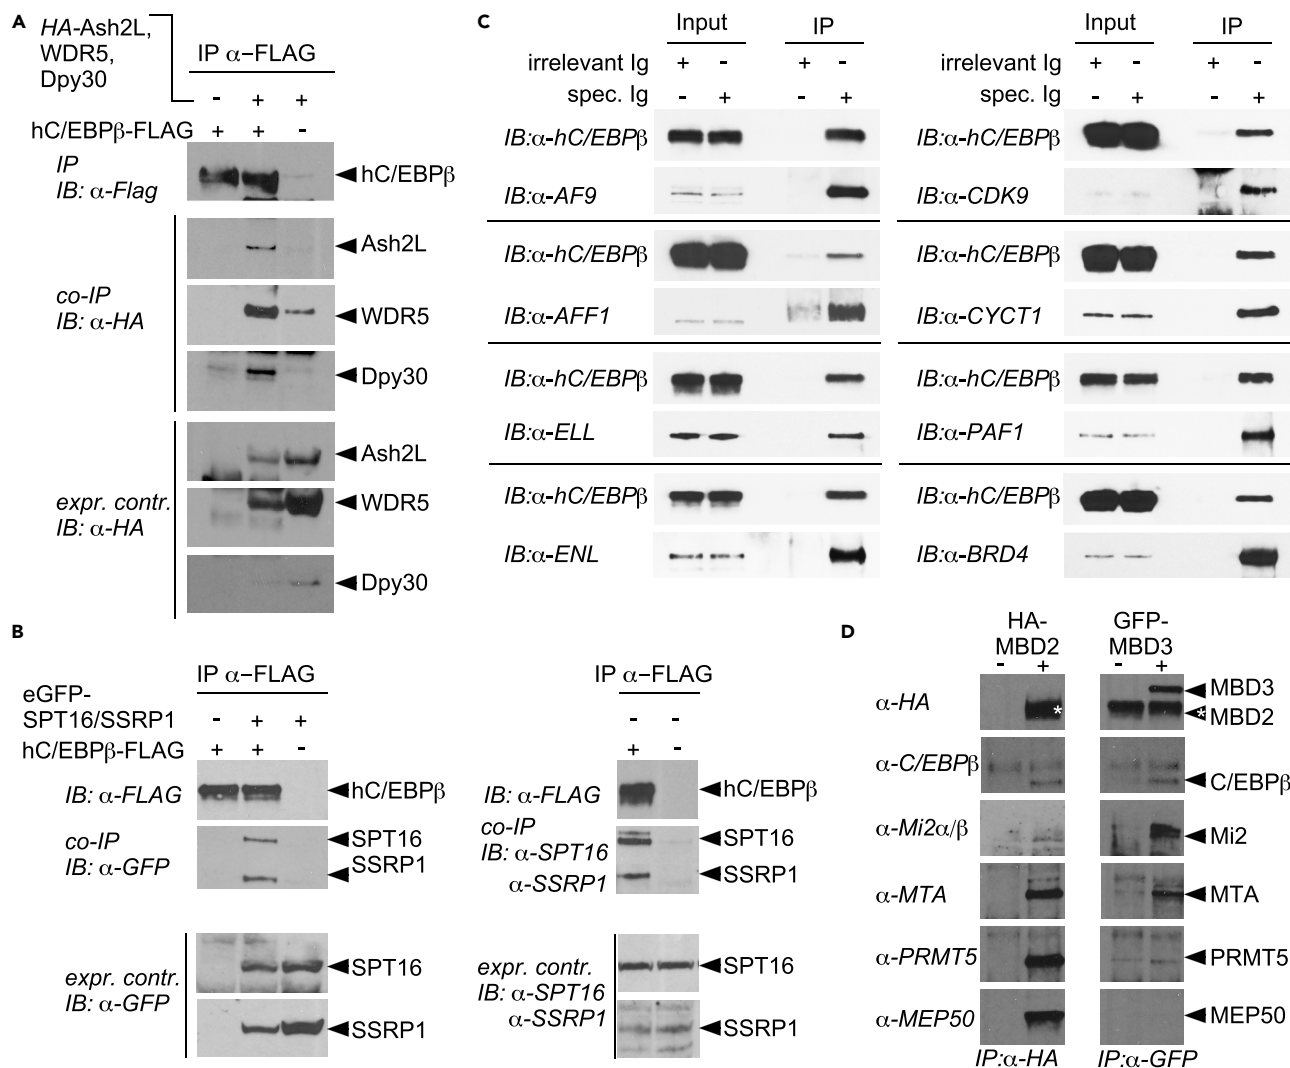 A
HA-Ash2L,
WDR5,
Dpy30
IP α–FLAG
- + +
hC/EBPβ-FLAG + + -
IP
IB: α-Flag
hC/EBPβ
Ash2L
co-IP
IB: α-HA
WDR5
Dpy30
Ash2L
expr. contr.
IB: α-HA
WDR5
Dpy30
B
IP α–FLAG
eGFP-
SPT16/SSRP1 - + +
hC/EBPβ-FLAG + + -
IB: α-FLAG
hC/EBPβ
co-IP
IB: α-GFP
SPT16
SSRP1
expr. contr.
IB: α-GFP
SPT16
SSRP1
IP α–FLAG
- -
+ -
IB: α-FLAG
hC/EBPβ
co-IP
IB: α-SPT16
α-SSRP1
SPT16
SSRP1
expr. contr.
IB: α-SPT16
α-SSRP1
SPT16
SSRP1
C
Input IP
irrelevant Ig + - + -
spec. Ig - + - +
IB:α-hC/EBPβ
IB:α-AF9
IB:α-hC/EBPβ
IB:α-AFF1
IB:α-hC/EBPβ
IB:α-ELL
IB:α-hC/EBPβ
IB:α-ENL
Input IP
irrelevant Ig + - + -
spec. Ig - + - +
IB:α-hC/EBPβ
IB:α-CDK9
IB:α-hC/EBPβ
IB:α-CYCT1
IB:α-hC/EBPβ
IB:α-PAF1
IB:α-hC/EBPβ
IB:α-BRD4
D
HA-
MBD2
GFP-
MBD3
- + - +
α-HA
*
MBD3
* MBD2
α-C/EBPβ
C/EBPβ
α-Mi2α/β
Mi2
α-MTA
MTA
α-PRMT5
PRMT5
α-MEP50
MEP50
IP:α-HA IP:α-GFP